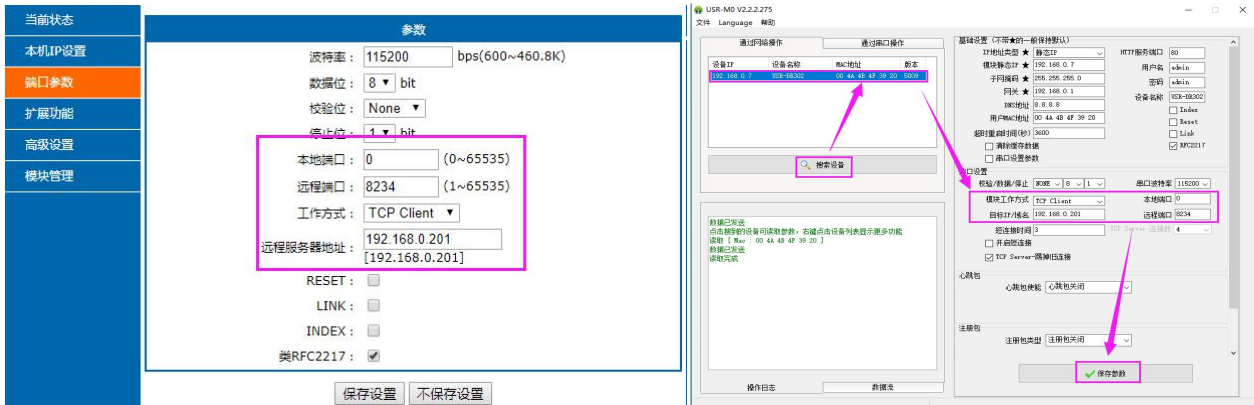 当前状态
本机IP设置
端口参数
扩展功能
高级设置
模块管理
参数
波特率： 115200 bps(600~460.8K)
数据位： 8 bit
校验位： None
停止位： 1 bit
本地端口： 0 (0~65535)
远程端口： 8234 (1~65535)
工作方式： TCP Client
远程服务器地址： 192.168.0.201
[192.168.0.201]
RESET：
LINK：
INDEX：
类RFC2217：
保存设置 不保存设置
USR-M0 V2.2.2.275
文件 Language 帮助
通过网络操作 通过串口操作
设备IP 设备名称 MAC地址 版本
192.168.0.7 USR-DR302 00 4A 4B 4F 39 20 5009
搜索设备
数据已发送
点击搜到的设备可读取参数，右键点击设备列表显示更多功能
读取 [ Mac : 00 4A 4B 4F 39 20 ]
数据已发送
读取完成
操作日志 数据流
基础设置 (不带★的一般保持默认)
IP地址类型 ★ 静态IP HTTP服务端口 80
模块静态IP ★ 192.168.0.7 用户名 admin
子网掩码 ★ 255.255.255.0 密码 admin
网关 ★ 192.168.0.1 设备名称 USR-DR302
DNS地址 8.8.8.8 Index
用户MAC地址 00 4A 4B 4F 39 20 Reset
超时重启时间(秒) 3600 Link
清除缓存数据 RFC2217
串口设置参数
口设置
校验/数据/停止 NONE 8 1 串口波特率 115200
模块工作方式 TCP Client 本地端口 0
目标IP/域名 192.168.0.201 远程端口 8234
短连接时间 3 TCP Server 连接数 4
开启短连接
TCP Server-踢掉旧连接
心跳包
心跳包使能 心跳包关闭
注册包
注册包类型 注册包关闭
保存参数